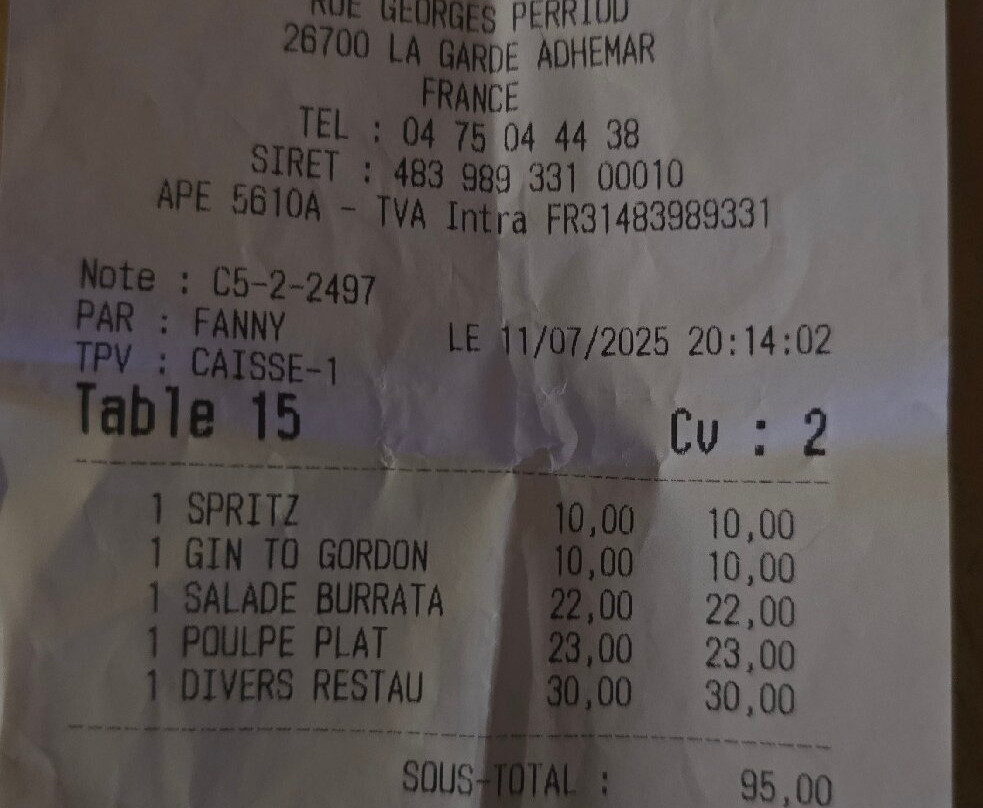 RUE GEORGES PERRIOD
26700 LA GARDE ADHEMAR
FRANCE
TEL : 04 75 04 44 38
SIRET : 483 989 331 00010
APE 5610A - TVA Intra FR31483989331
Note : C5-2-2497
PAR : FANNY LE 11/07/2025 20:14:02
TPV : CAISSE-1
Table 15 Cv : 2
1 SPRITZ 10,00 10,00
1 GIN TO GORDON 10,00 10,00
1 SALADE BURRATA 22,00 22,00
1 POULPE PLAT 23,00 23,00
1 DIVERS RESTAU 30,00 30,00
SOUS-TOTAL : 95,00